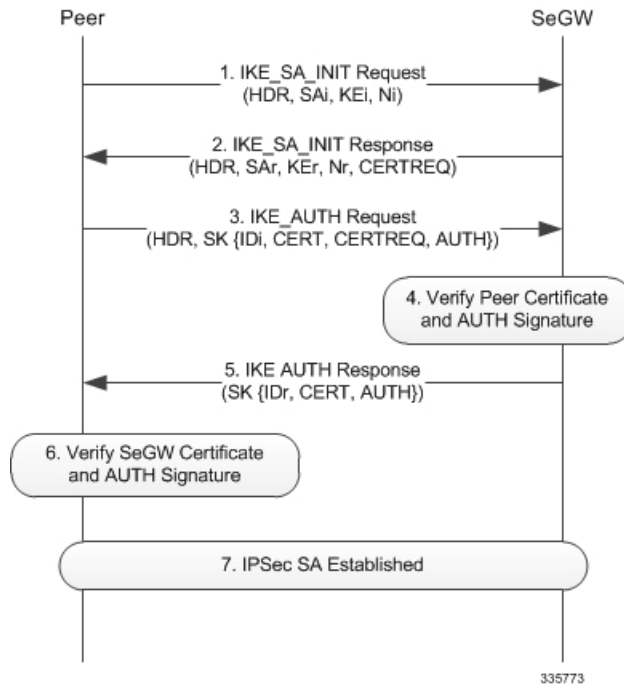 Peer
SeGW
1. IKE_SA_INIT Request
(HDR, SAi, KEi, Ni)
2. IKE_SA_INIT Response
(HDR, SAr, KEr, Nr, CERTREQ)
3. IKE_AUTH Request
(HDR, SK {IDi, CERT, CERTREQ, AUTH})
4. Verify Peer Certificate
and AUTH Signature
5. IKE AUTH Response
(SK {IDr, CERT, AUTH})
6. Verify SeGW Certificate
and AUTH Signature
7. IPSec SA Established
335773